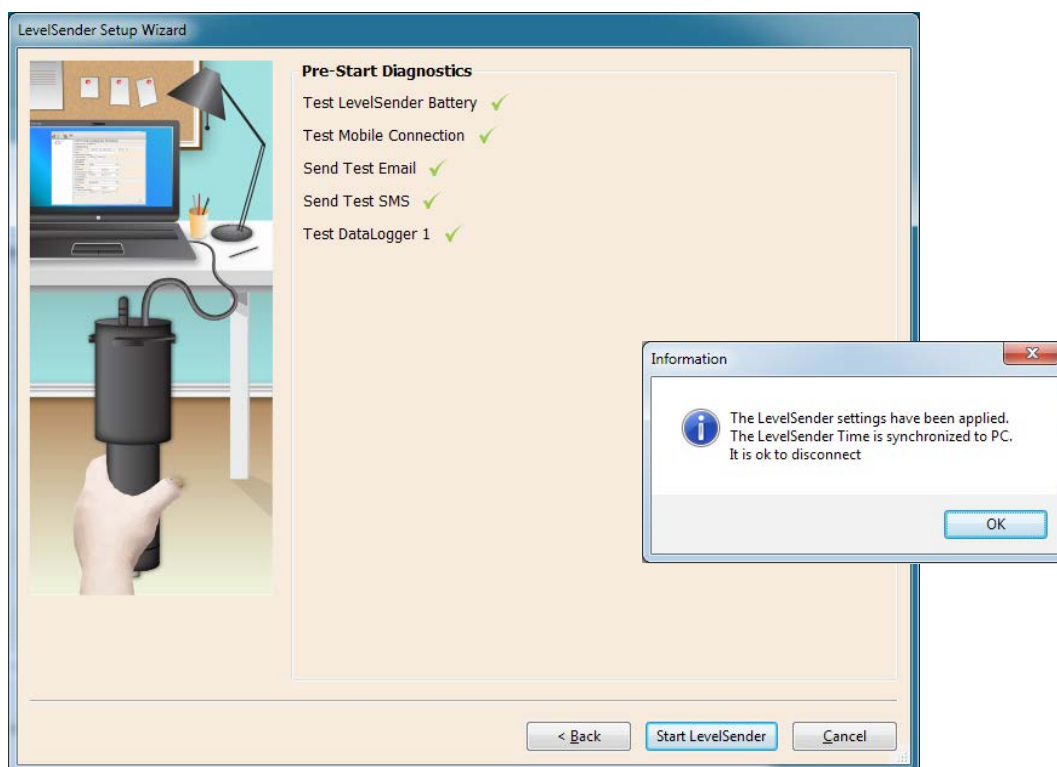 LevelSender Setup Wizard
Pre-Start Diagnostics
Test LevelSender Battery
Test Mobile Connection
Send Test Email
Send Test SMS
Test DataLogger 1
Information
The LevelSender settings have been applied.
The LevelSender Time is synchronized to PC.
It is ok to disconnect
OK
< Back
Start LevelSender
Cancel